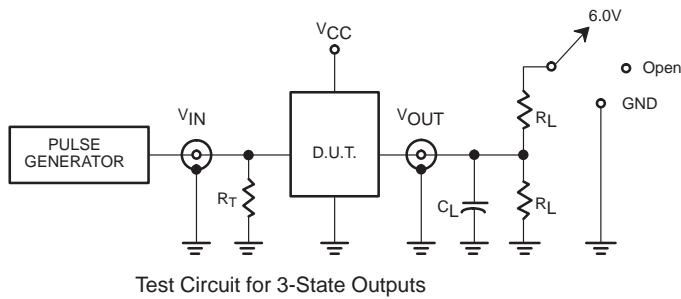 6.0V
VCC
Open
VIN
VOUT
RL
GND
PULSE
GENERATOR
D.U.T.
RT
CL
RL
Test Circuit for 3-State Outputs